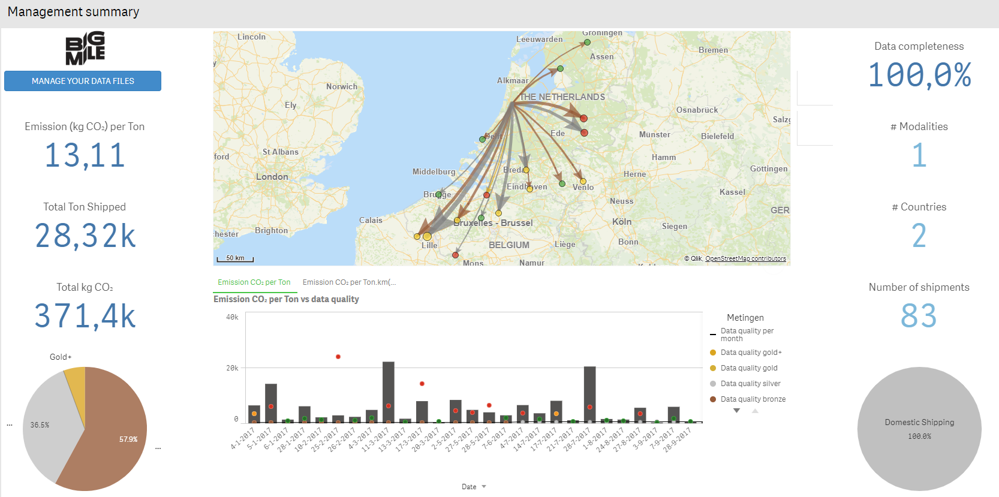 Management summary
BIG
MILE
MANAGE YOUR DATA FILES
Emission (kg CO₂) per Ton
13,11
Total Ton Shipped
28,32k
Total kg CO₂
371,4k
Gold+
...
36.5%
57.9%
...
Lincoln
Norwich
Ely
St Albans
ford
London
Brighton
hester
Calais
Middelburg
Brugge
Lille
Mons
Namur
Bruxelles - Brussel
BELGIUM
Liège
Leeuwarden
Groningen
Assen
Alkmaar
THE NETHERLANDS
Delft
Ede
Breda
Eindhoven
Venlo
Bremen
Osnabrück
Salzg
Münster
Bielefeld
Hamm
Göttingen
Herne
Kassel
Neuss
GER
Köln
Siegen
Bonn
50 km
© Qlik, OpenStreetMap contributors
Emission CO₂ per Ton
Emission CO₂ per Ton.km(...
Emission CO₂ per Ton vs data quality
40k
20k
0
4-1-2017
5-1-2017
6-1-2017
28-1-2017
10-2-2017
25-2-2017
26-2-2017
4-3-2017
11-3-2017
13-3-2017
17-3-2017
20-3-2017
2-5-2017
27-5-2017
28-5-2017
7-6-2017
4-7-2017
14-7-2017
17-7-2017
21-7-2017
28-7-2017
1-8-2017
24-8-2017
27-8-2017
3-9-2017
7-9-2017
28-9-2017
Date
Metingen
Data quality per
month
Data quality gold+
Data quality gold
Data quality silver
Data quality bronze
Data completeness
100,0%
# Modalities
1
# Countries
2
Number of shipments
83
Domestic Shipping
100.0%